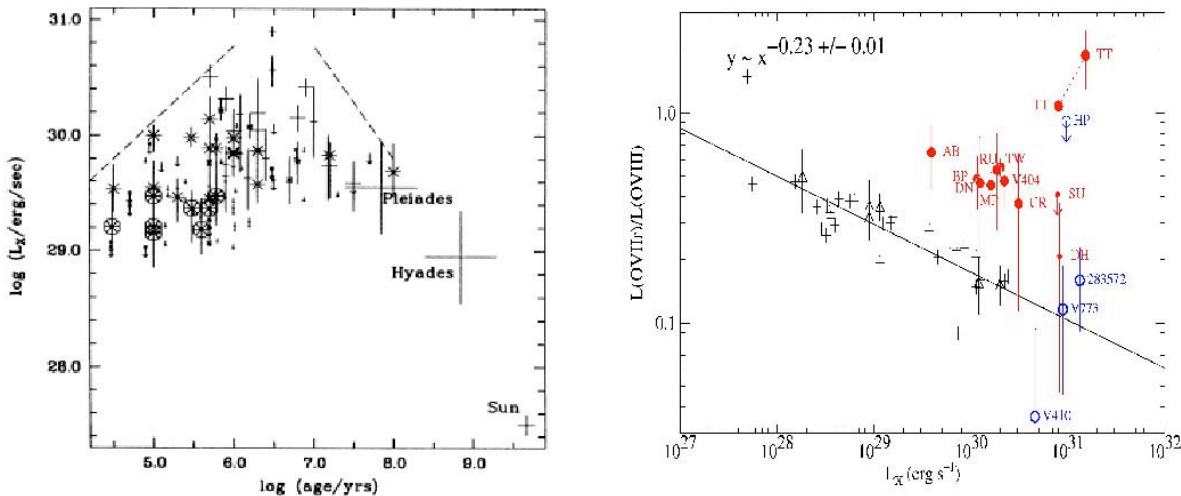 31.0
30.0
29.0
28.0
log (Lx/erg/sec)
Pleiades
Hyades
Sun
5.0 6.0 7.0 8.0 9.0
log (age/yrs)
y ~ x^-0.23 +/- 0.01
TT
HP
AB
RU TW
BP
DN V404
MP
UR SU
DH
283572
V773
V410
1.0
0.1
L(OVIIr)/L(OVIII)
10^27 10^28 10^29 10^30 10^31 10^32
L_X (erg s^-1)